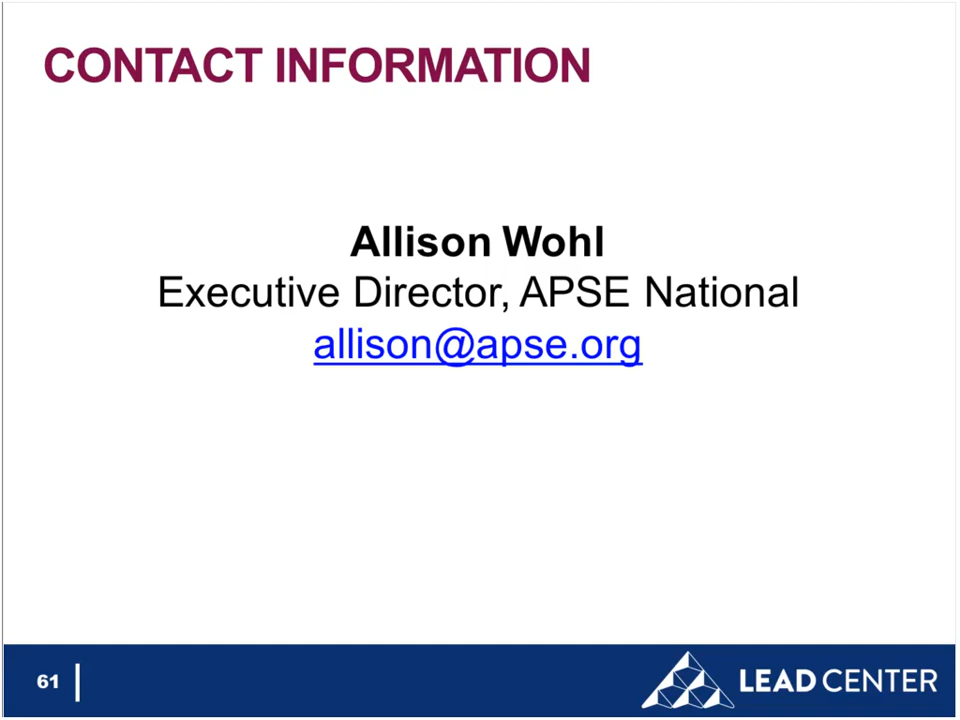 CONTACT INFORMATION
Allison Wohl
Executive Director, APSE National
allison@apse.org
61
LEAD CENTER